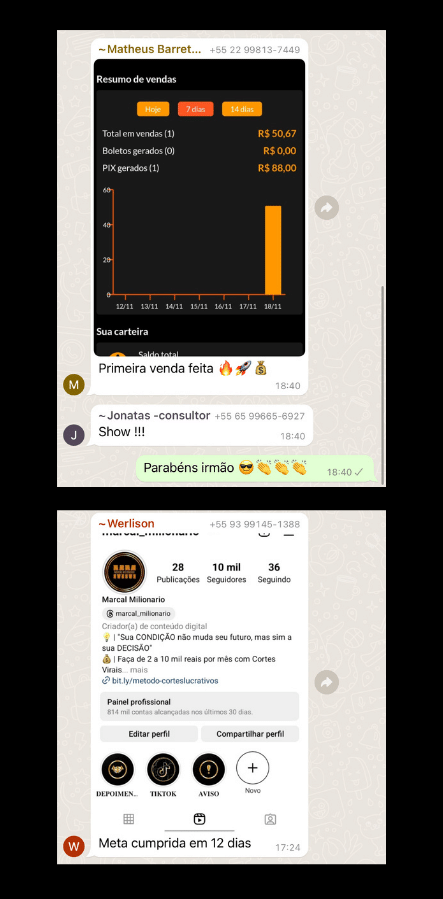 ~Matheus Barret... +55 22 99813-7449
Resumo de vendas
Hoje 7 dias 14 dias
Total em vendas (1) R$ 50,67
Boletos gerados (0) R$ 0,00
PIX gerados (1) R$ 88,00
60
40
20
0
12/11 13/11 14/11 15/11 16/11 17/11 18/11
Sua carteira
Saldo total
Primeira venda feita 🔥🚀💰
18:40
M
~Jonatas -consultor +55 65 99665-6927
Show !!!
18:40
J
Parabéns irmão 😎👏👏👏 18:40 ✓
~Werlison +55 93 99145-1388
marcal_milionario
28 10 mil 36
Publicações Seguidores Seguindo
Marcal Milionario
marcal_milionario
Criador(a) de conteúdo digital
💡 | "Sua CONDIÇÃO não muda seu futuro, mas sim a
sua DECISÃO"
💰 | Faça de 2 a 10 mil reais por mês com Cortes
Virais... mais
bit.ly/metodo-corteslucrativos
Painel profissional
814 mil contas alcançadas nos últimos 30 dias.
Editar perfil Compartilhar perfil
DEPOIMEN... TIKTOK AVISO Novo
W
Meta cumprida em 12 dias 17:24